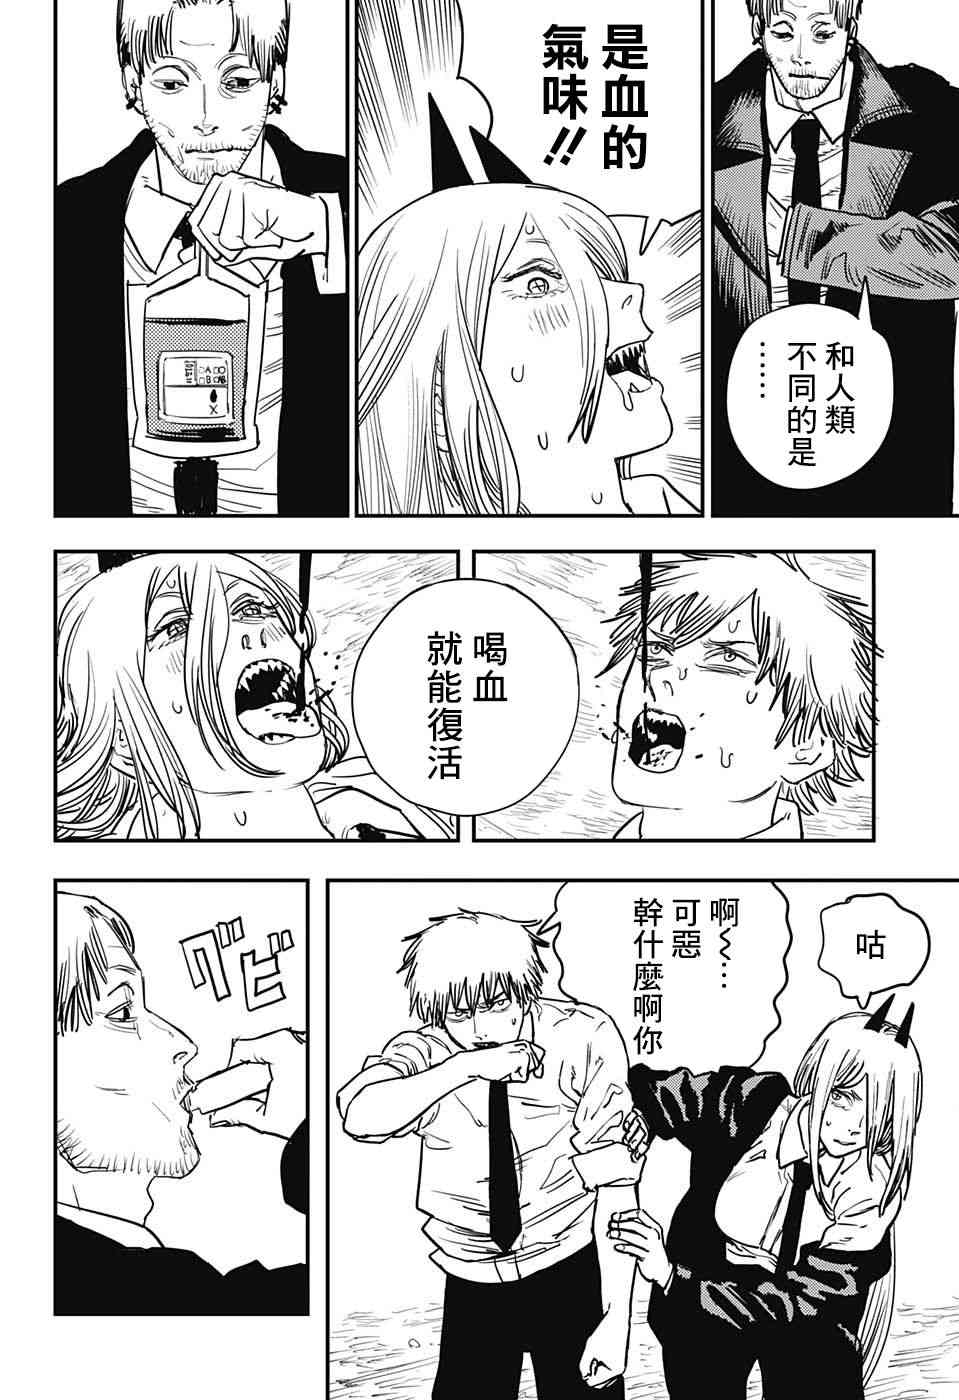 和人類
不同的是
……
是血的
氣味!!
□A □O
□B □AB
X
喝血
就能復活
咕
啊～…
可惡
幹什麼啊你
グビ